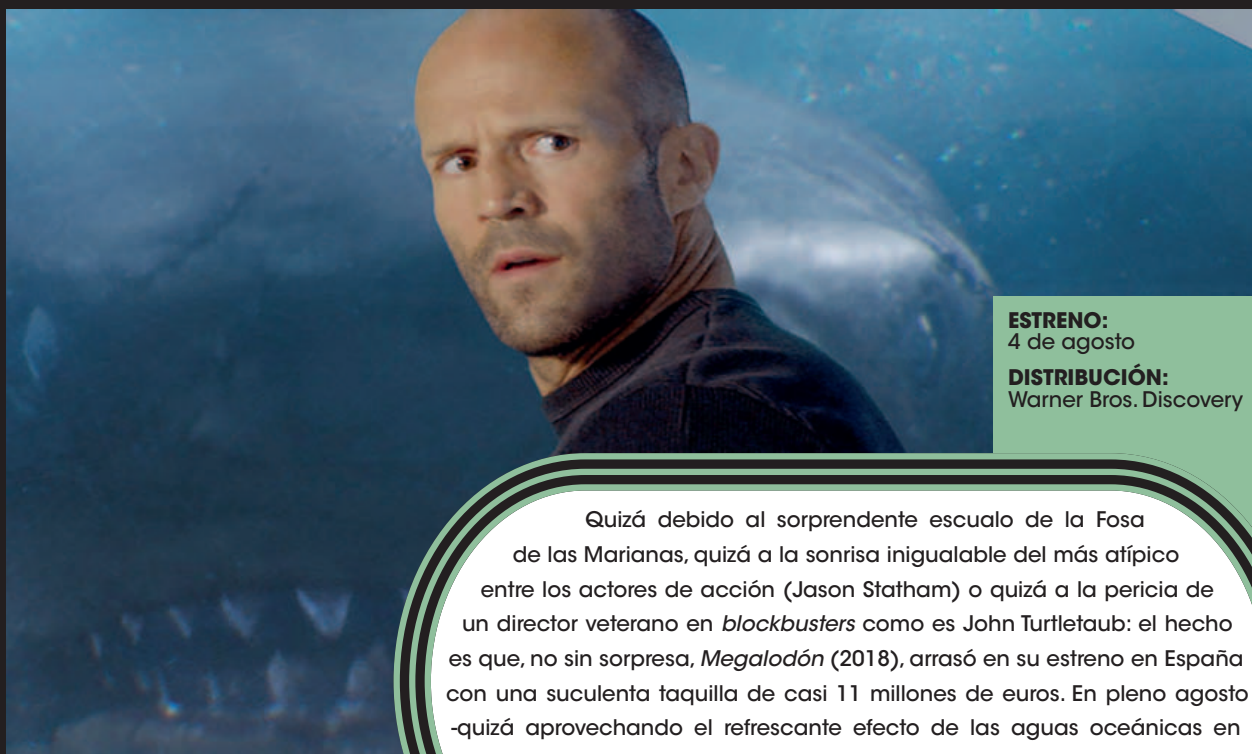 ESTRENO:
4 de agosto
DISTRIBUCIÓN:
Warner Bros. Discovery
Quizá debido al sorprendente escualo de la Fosa
de las Marianas, quizá a la sonrisa inigualable del más atípico
entre los actores de acción (Jason Statham) o quizá a la pericia de
un director veterano en blockbusters como es John Turtletaub: el hecho
es que, no sin sorpresa, Megalodón (2018), arrasó en su estreno en España
con una suculenta taquilla de casi 11 millones de euros. En pleno agosto
-quizá aprovechando el refrescante efecto de las aguas oceánicas en